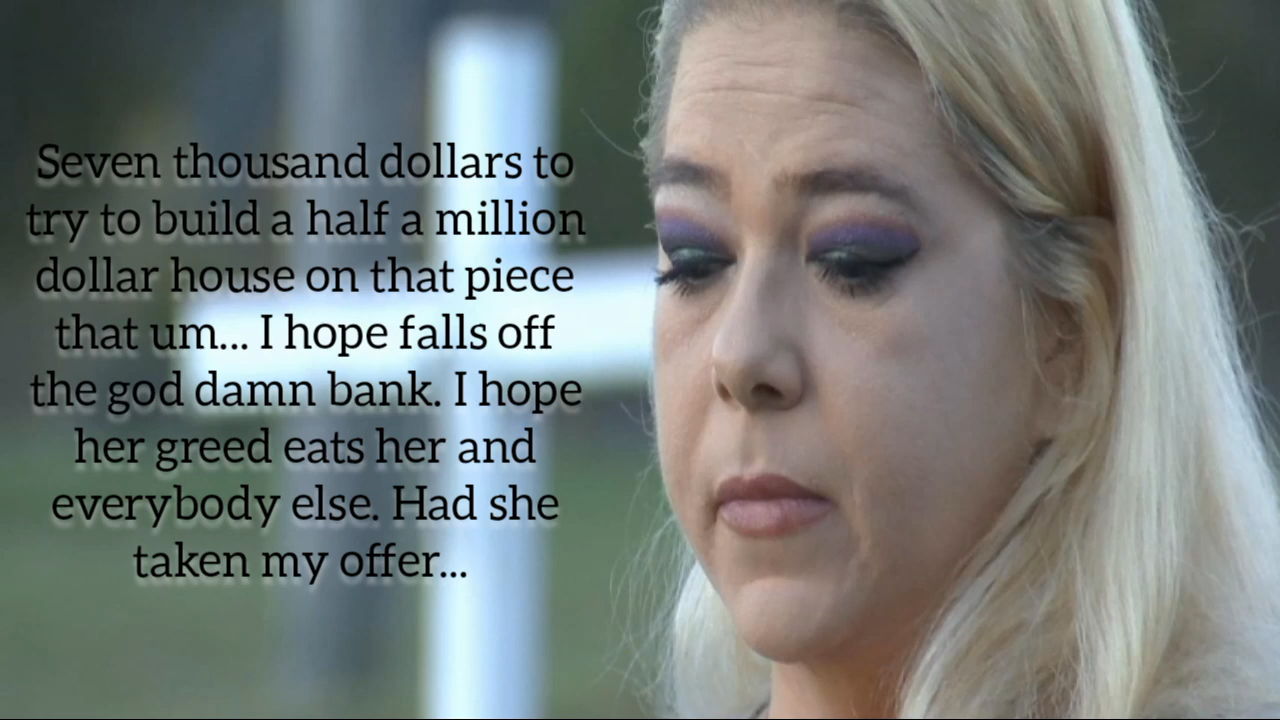 Seven thousand dollars to
try to build a half a million
dollar house on that piece
that um... I hope falls off
the god damn bank. I hope
her greed eats her and
everybody else. Had she
taken my offer...